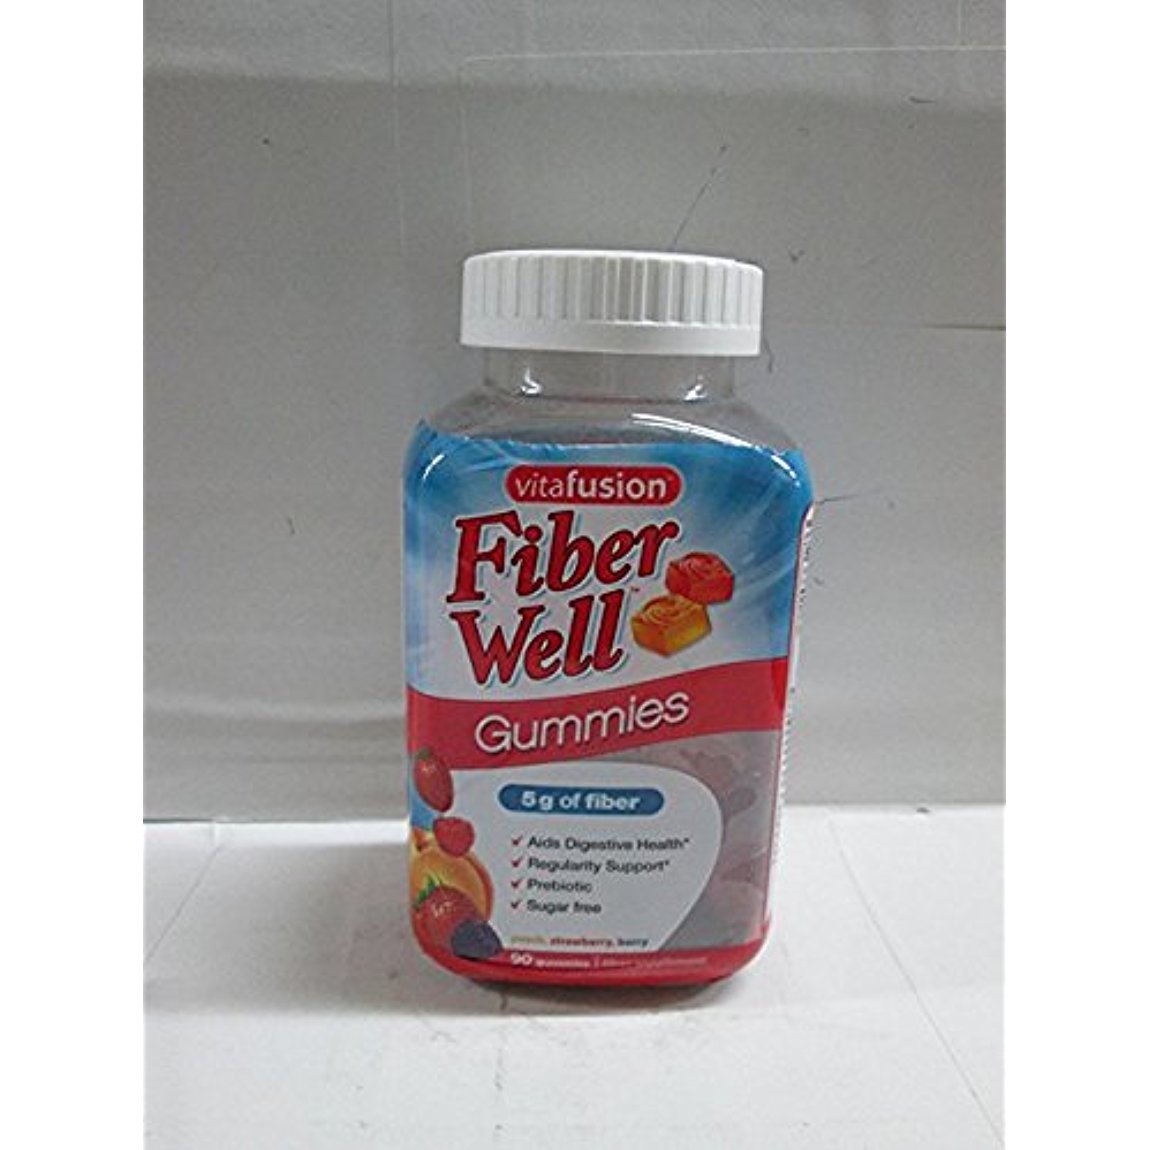 vitafusion
Fiber
Well™
Gummies
5g of fiber
✓ Aids Digestive Health*
✓ Regularity Support*
✓ Prebiotic
✓ Sugar free
peach, strawberry, berry
90 gummies |